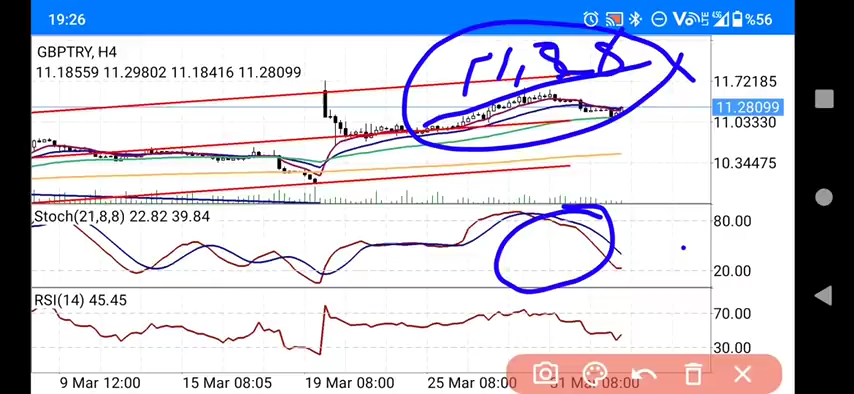 19:26 %56
GBPTRY, H4
11.18559 11.29802 11.18416 11.28099
11,88
11.72185
11.28099
11.03330
10.34475
Stoch(21,8,8) 22.82 39.84
80.00
20.00
RSI(14) 45.45
70.00
30.00
9 Mar 12:00 15 Mar 08:05 19 Mar 08:00 25 Mar 08:00 31 Mar 08:00